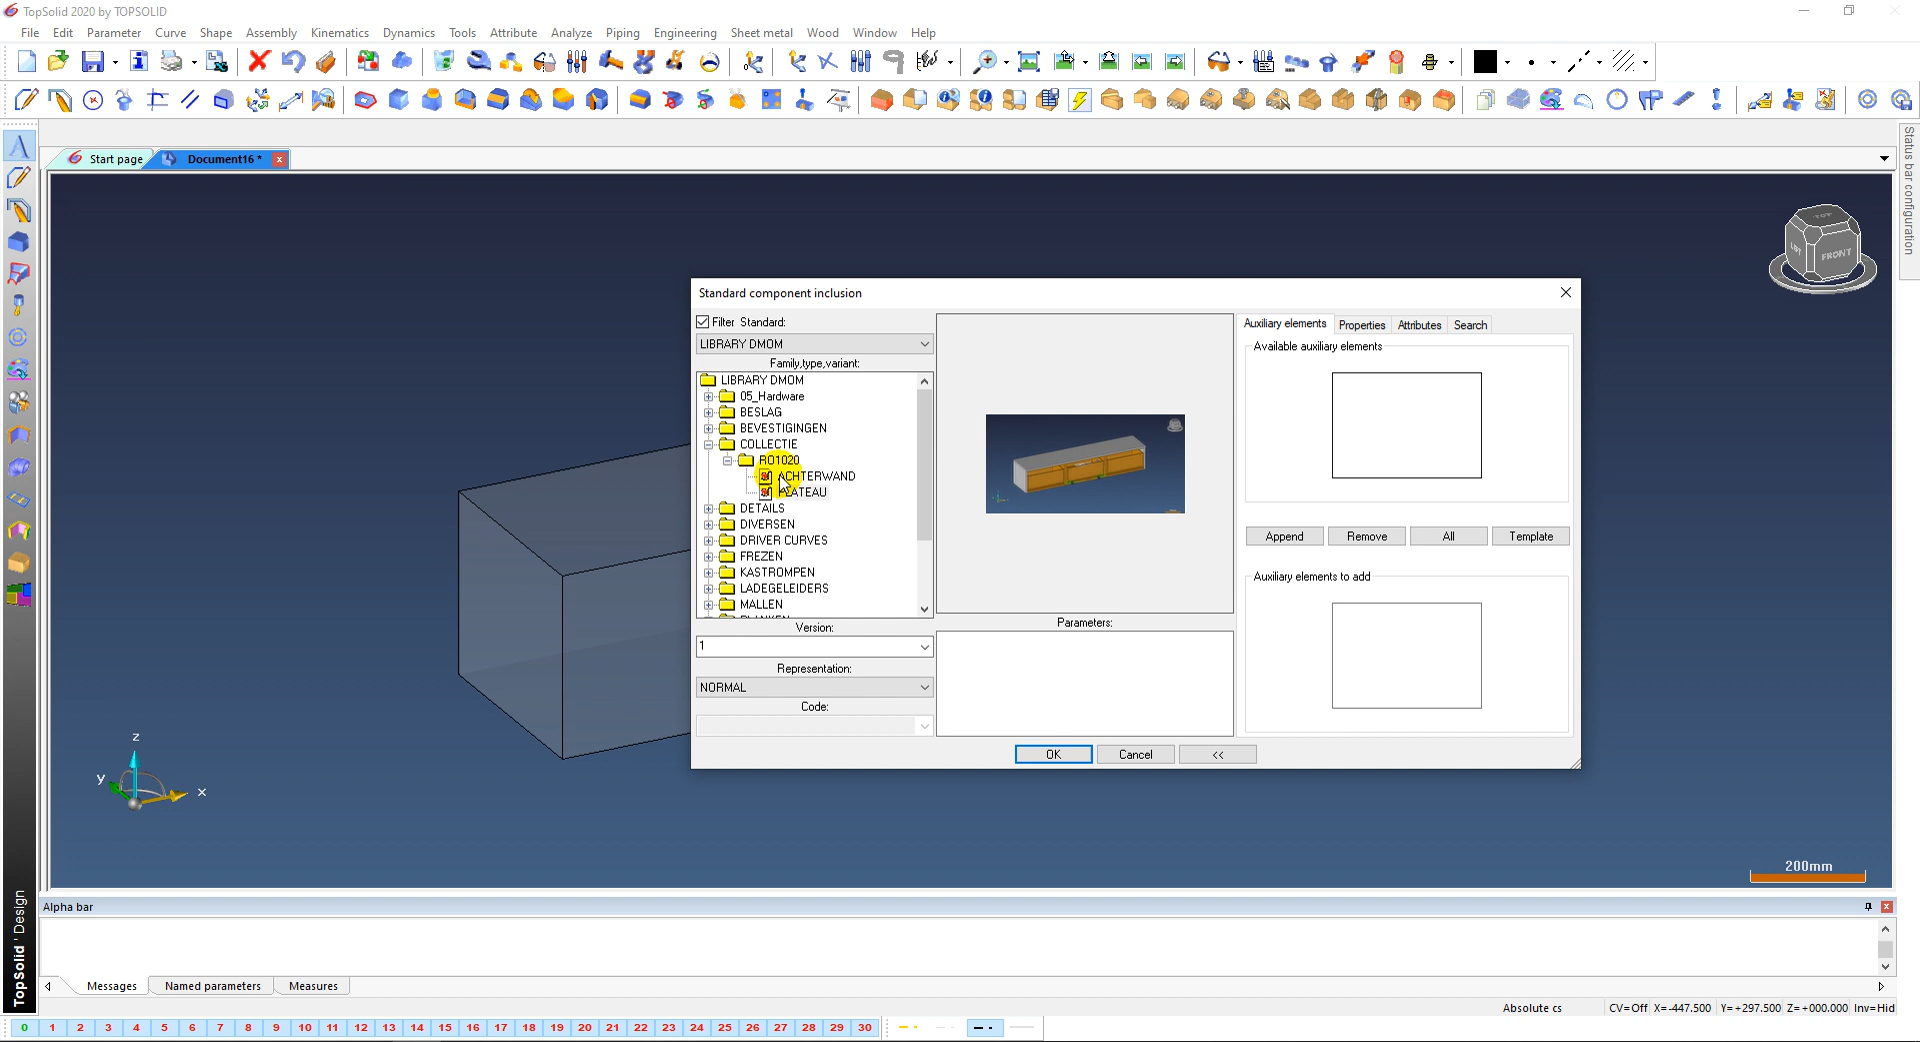 TopSolid 2020 by TOPSOLID
File Edit Parameter Curve Shape Assembly Kinematics Dynamics Tools Attribute Analyze Piping Engineering Sheet metal Wood Window Help
Start page Document16 *
Status bar configuration
TOP
LEFT FRONT
Standard component inclusion
Filter Standard:
LIBRARY DMOM
Family,type,variant:
LIBRARY DMOM
05_Hardware
BESLAG
BEVESTIGINGEN
COLLECTIE
RO1020
ACHTERWAND
PLATEAU
DETAILS
DIVERSEN
DRIVER CURVES
FREZEN
KASTROMPEN
LADEGELEIDERS
MALLEN
Version:
1
Representation:
NORMAL
Code:
Parameters:
Auxiliary elements Properties Attributes Search
Available auxiliary elements
Append Remove All Template
Auxiliary elements to add
OK Cancel <<
z
y
x
200mm
TopSolid'Design
Alpha bar
Messages Named parameters Measures
Absolute cs CV=Off X=-447.500 Y=+297.500 Z=+000.000 Inv=Hid
0 1 2 3 4 5 6 7 8 9 10 11 12 13 14 15 16 17 18 19 20 21 22 23 24 25 26 27 28 29 30